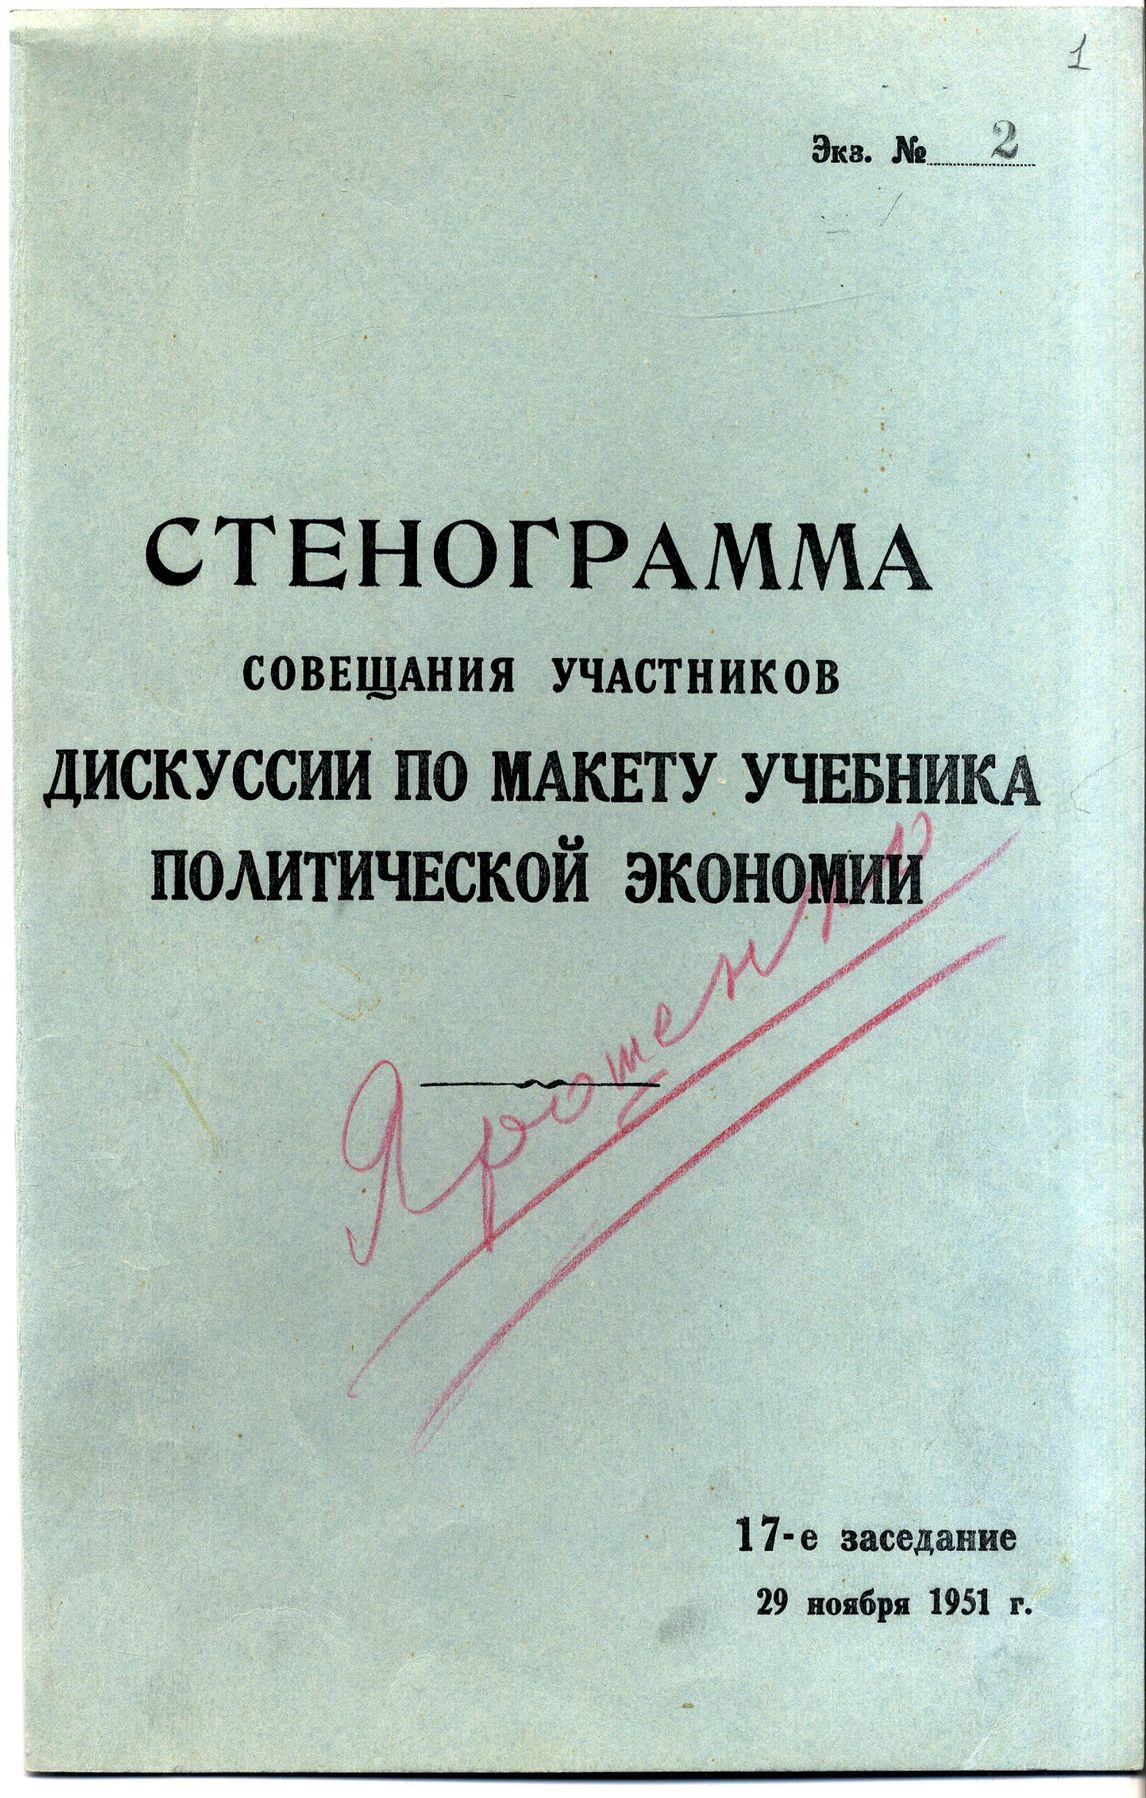 1
Экз. № 2
СТЕНОГРАММА
СОВЕЩАНИЯ УЧАСТНИКОВ
ДИСКУССИИ ПО МАКЕТУ УЧЕБНИКА
ПОЛИТИЧЕСКОЙ ЭКОНОМИИ
Ярошенко
17-е заседание
29 ноября 1951 г.